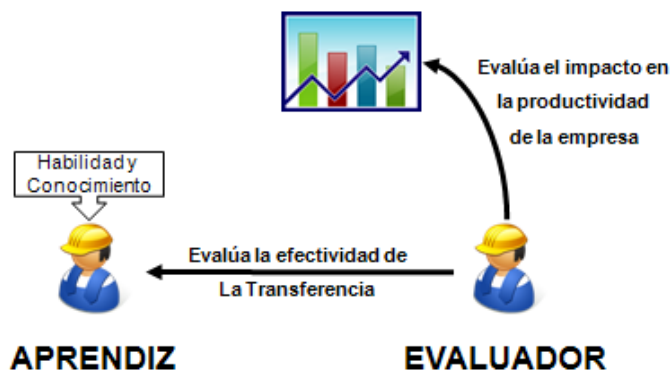 Evalúa el impacto en
la productividad
de la empresa
Habilidad y
Conocimiento
Evalúa la efectividad de
La Transferencia
APRENDIZ
EVALUADOR